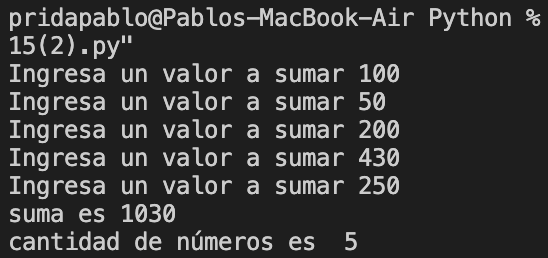 pridapablo@Pablos-MacBook-Air Python %
15(2).py"
Ingresa un valor a sumar 100
Ingresa un valor a sumar 50
Ingresa un valor a sumar 200
Ingresa un valor a sumar 430
Ingresa un valor a sumar 250
suma es 1030
cantidad de números es  5